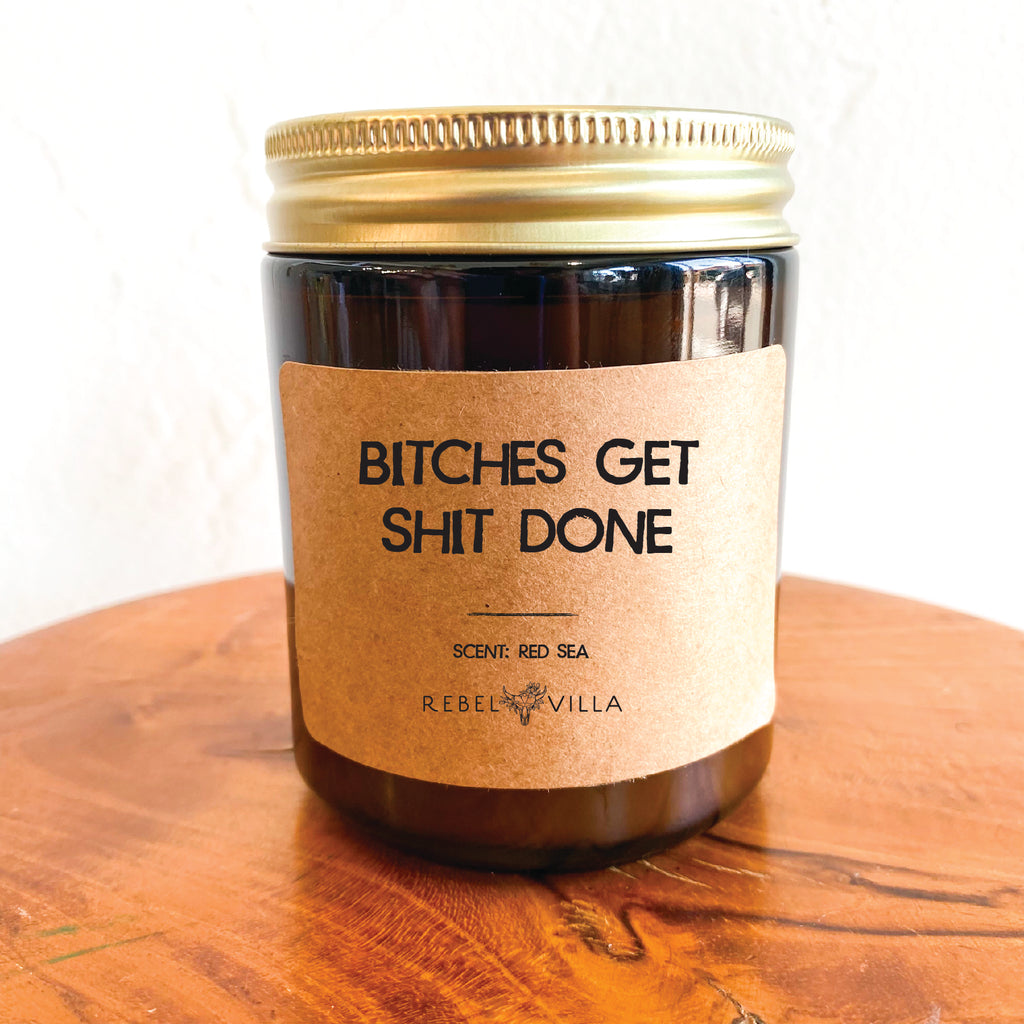 BITCHES GET
SHIT DONE
SCENT: RED SEA
REBEL VILLA